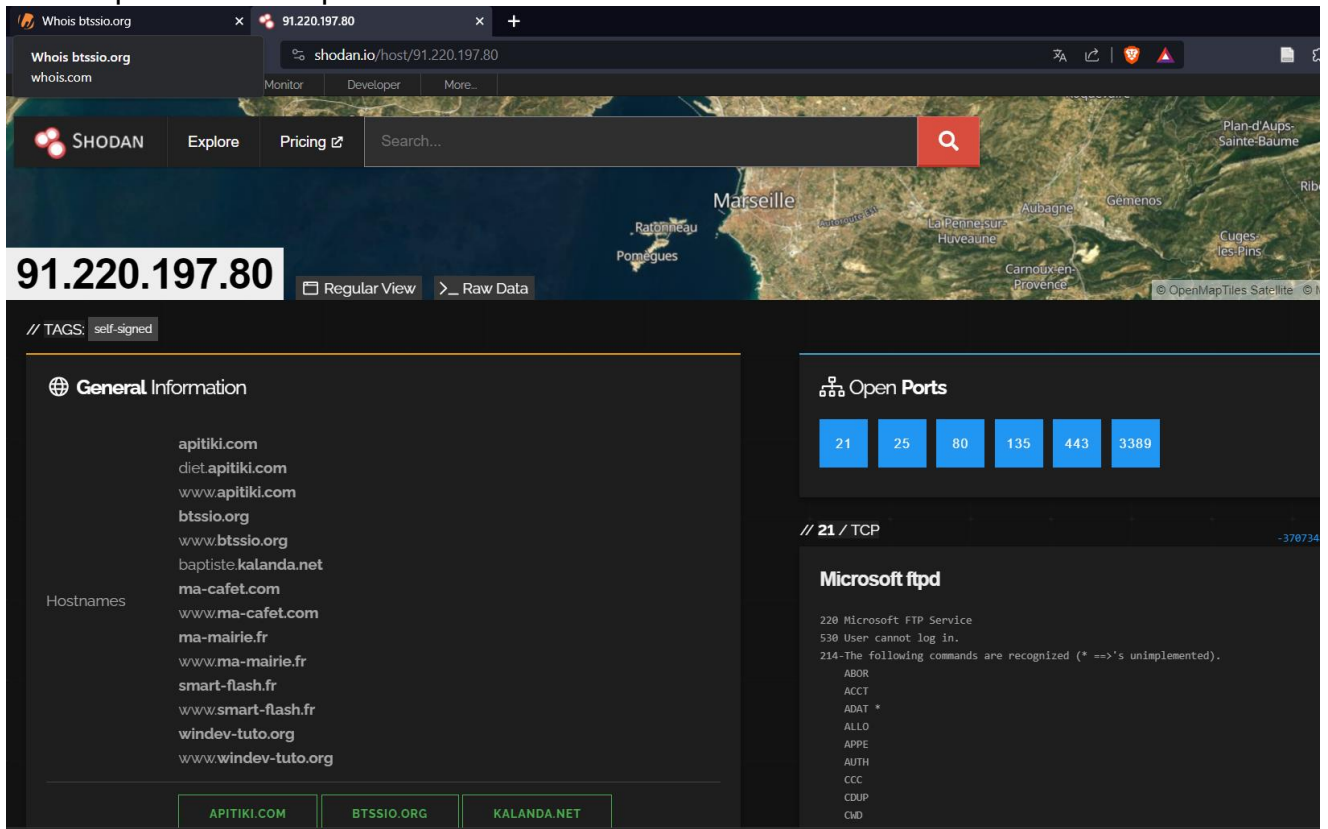 Whois btssio.org
91.220.197.80
Whois btssio.org
whois.com
shodan.io/host/91.220.197.80
Monitor Developer More...
SHODAN
Explore
Pricing
Search...
Plan-d'Aups-
Sainte-Baume
Marseille
Ratonneau
Pomègues
La Penne-sur-
Huveaune
Aubagne
Gémenos
Cuges-
les-Pins
Carnoux-en-
Provence
© OpenMapTiles Satellite
91.220.197.80
Regular View
>_ Raw Data
// TAGS: self-signed
General Information
Hostnames
apitiki.com
diet.apitiki.com
www.apitiki.com
btssio.org
www.btssio.org
baptiste.kalanda.net
ma-cafet.com
www.ma-cafet.com
ma-mairie.fr
www.ma-mairie.fr
smart-flash.fr
www.smart-flash.fr
windev-tuto.org
www.windev-tuto.org
APITIKI.COM BTSSIO.ORG KALANDA.NET
Open Ports
21 25 80 135 443 3389
// 21 / TCP
-370734
Microsoft ftpd
220 Microsoft FTP Service
530 User cannot log in.
214-The following commands are recognized (* ==>'s unimplemented).
ABOR
ACCT
ADAT *
ALLO
APPE
AUTH
CCC
CDUP
CWD